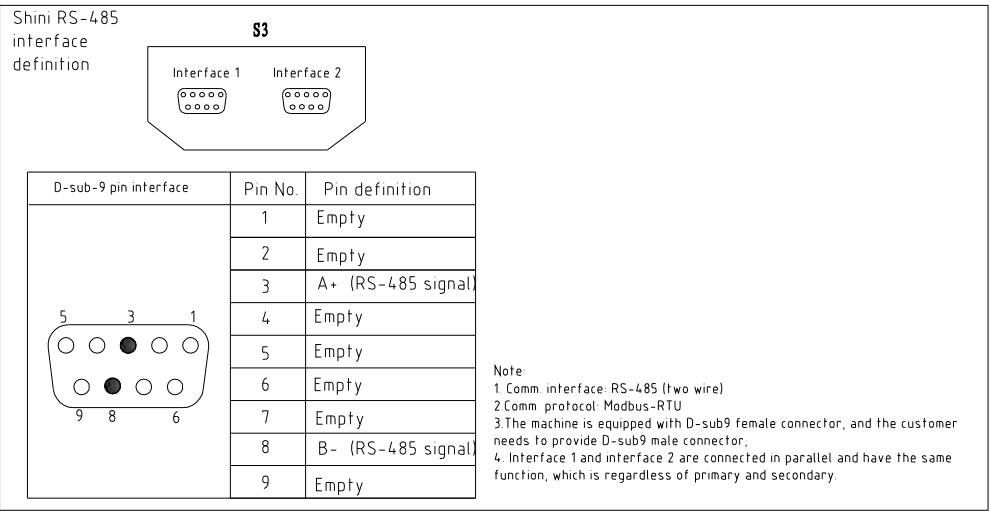 Shini RS-485
interface
definition
S3
Interface 1 Interface 2
D-sub-9 pin interface Pin No. Pin definition
1 Empty
2 Empty
3 A+ (RS-485 signal)
4 Empty
5 Empty
6 Empty
7 Empty
8 B- (RS-485 signal)
9 Empty
5 3 1
9 8 6
Note:
1. Comm. interface: RS-485 (two wire)
2.Comm. protocol: Modbus-RTU
3.The machine is equipped with D-sub9 female connector, and the customer
needs to provide D-sub9 male connector;
4. Interface 1 and interface 2 are connected in parallel and have the same
function, which is regardless of primary and secondary.